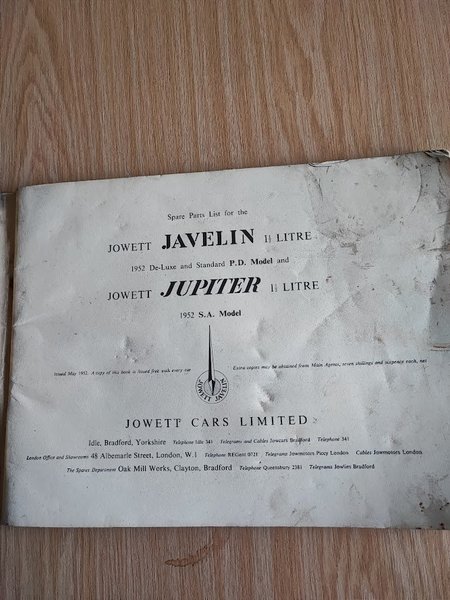 Spare Parts List for the
JOWETT JAVELIN 1½ LITRE
1952 De-Luxe and Standard P.D. Model and
JOWETT JUPITER 1½ LITRE
1952 S.A. Model
Issued May 1952. A copy of this book is issued free with every car
Extra copies may be obtained from Main Agents, seven shillings and sixpence each, net
JOWETT JAVELIN
JOWETT CARS LIMITED
Idle, Bradford, Yorkshire Telephone Idle 341 Telegrams and Cables Jowcars Bradford Telephone 341
London Office and Showrooms 48 Albemarle Street, London, W.1 Telephone REGent 0721 Telegrams Jowmotors Piccy London Cables Jowmotors London
The Spares Department Oak Mill Works, Clayton, Bradford Telephone Queensbury 2381 Telegrams Jowlies Bradford